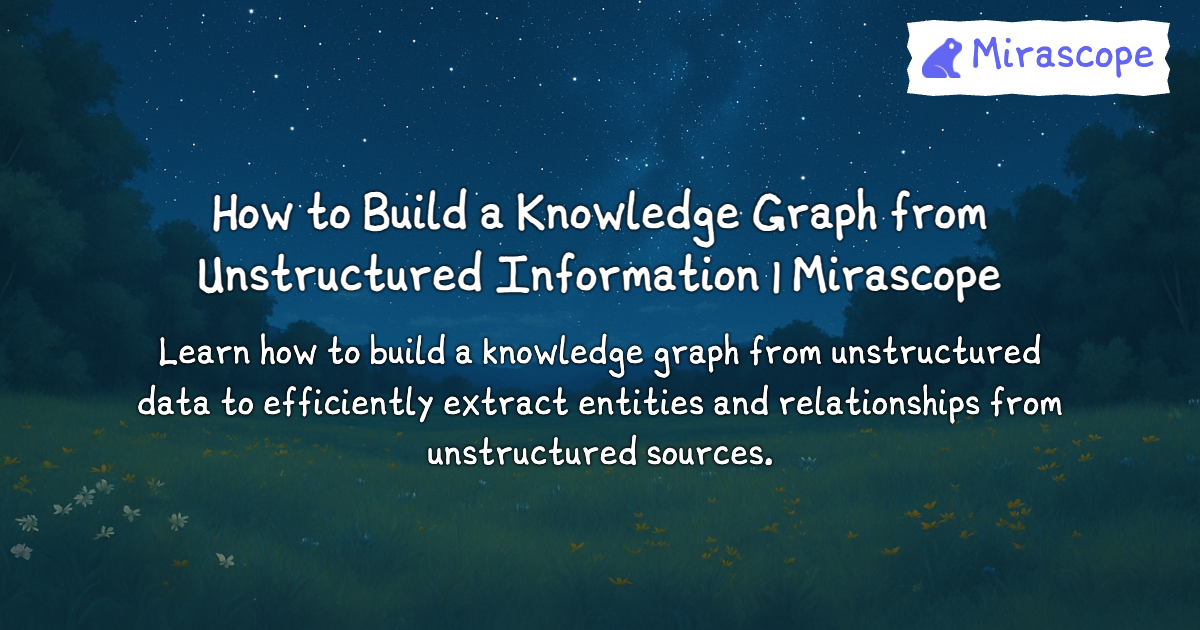 Mirascope
How to Build a Knowledge Graph from
Unstructured Information | Mirascope
Learn how to build a knowledge graph from unstructured
data to efficiently extract entities and relationships from
unstructured sources.